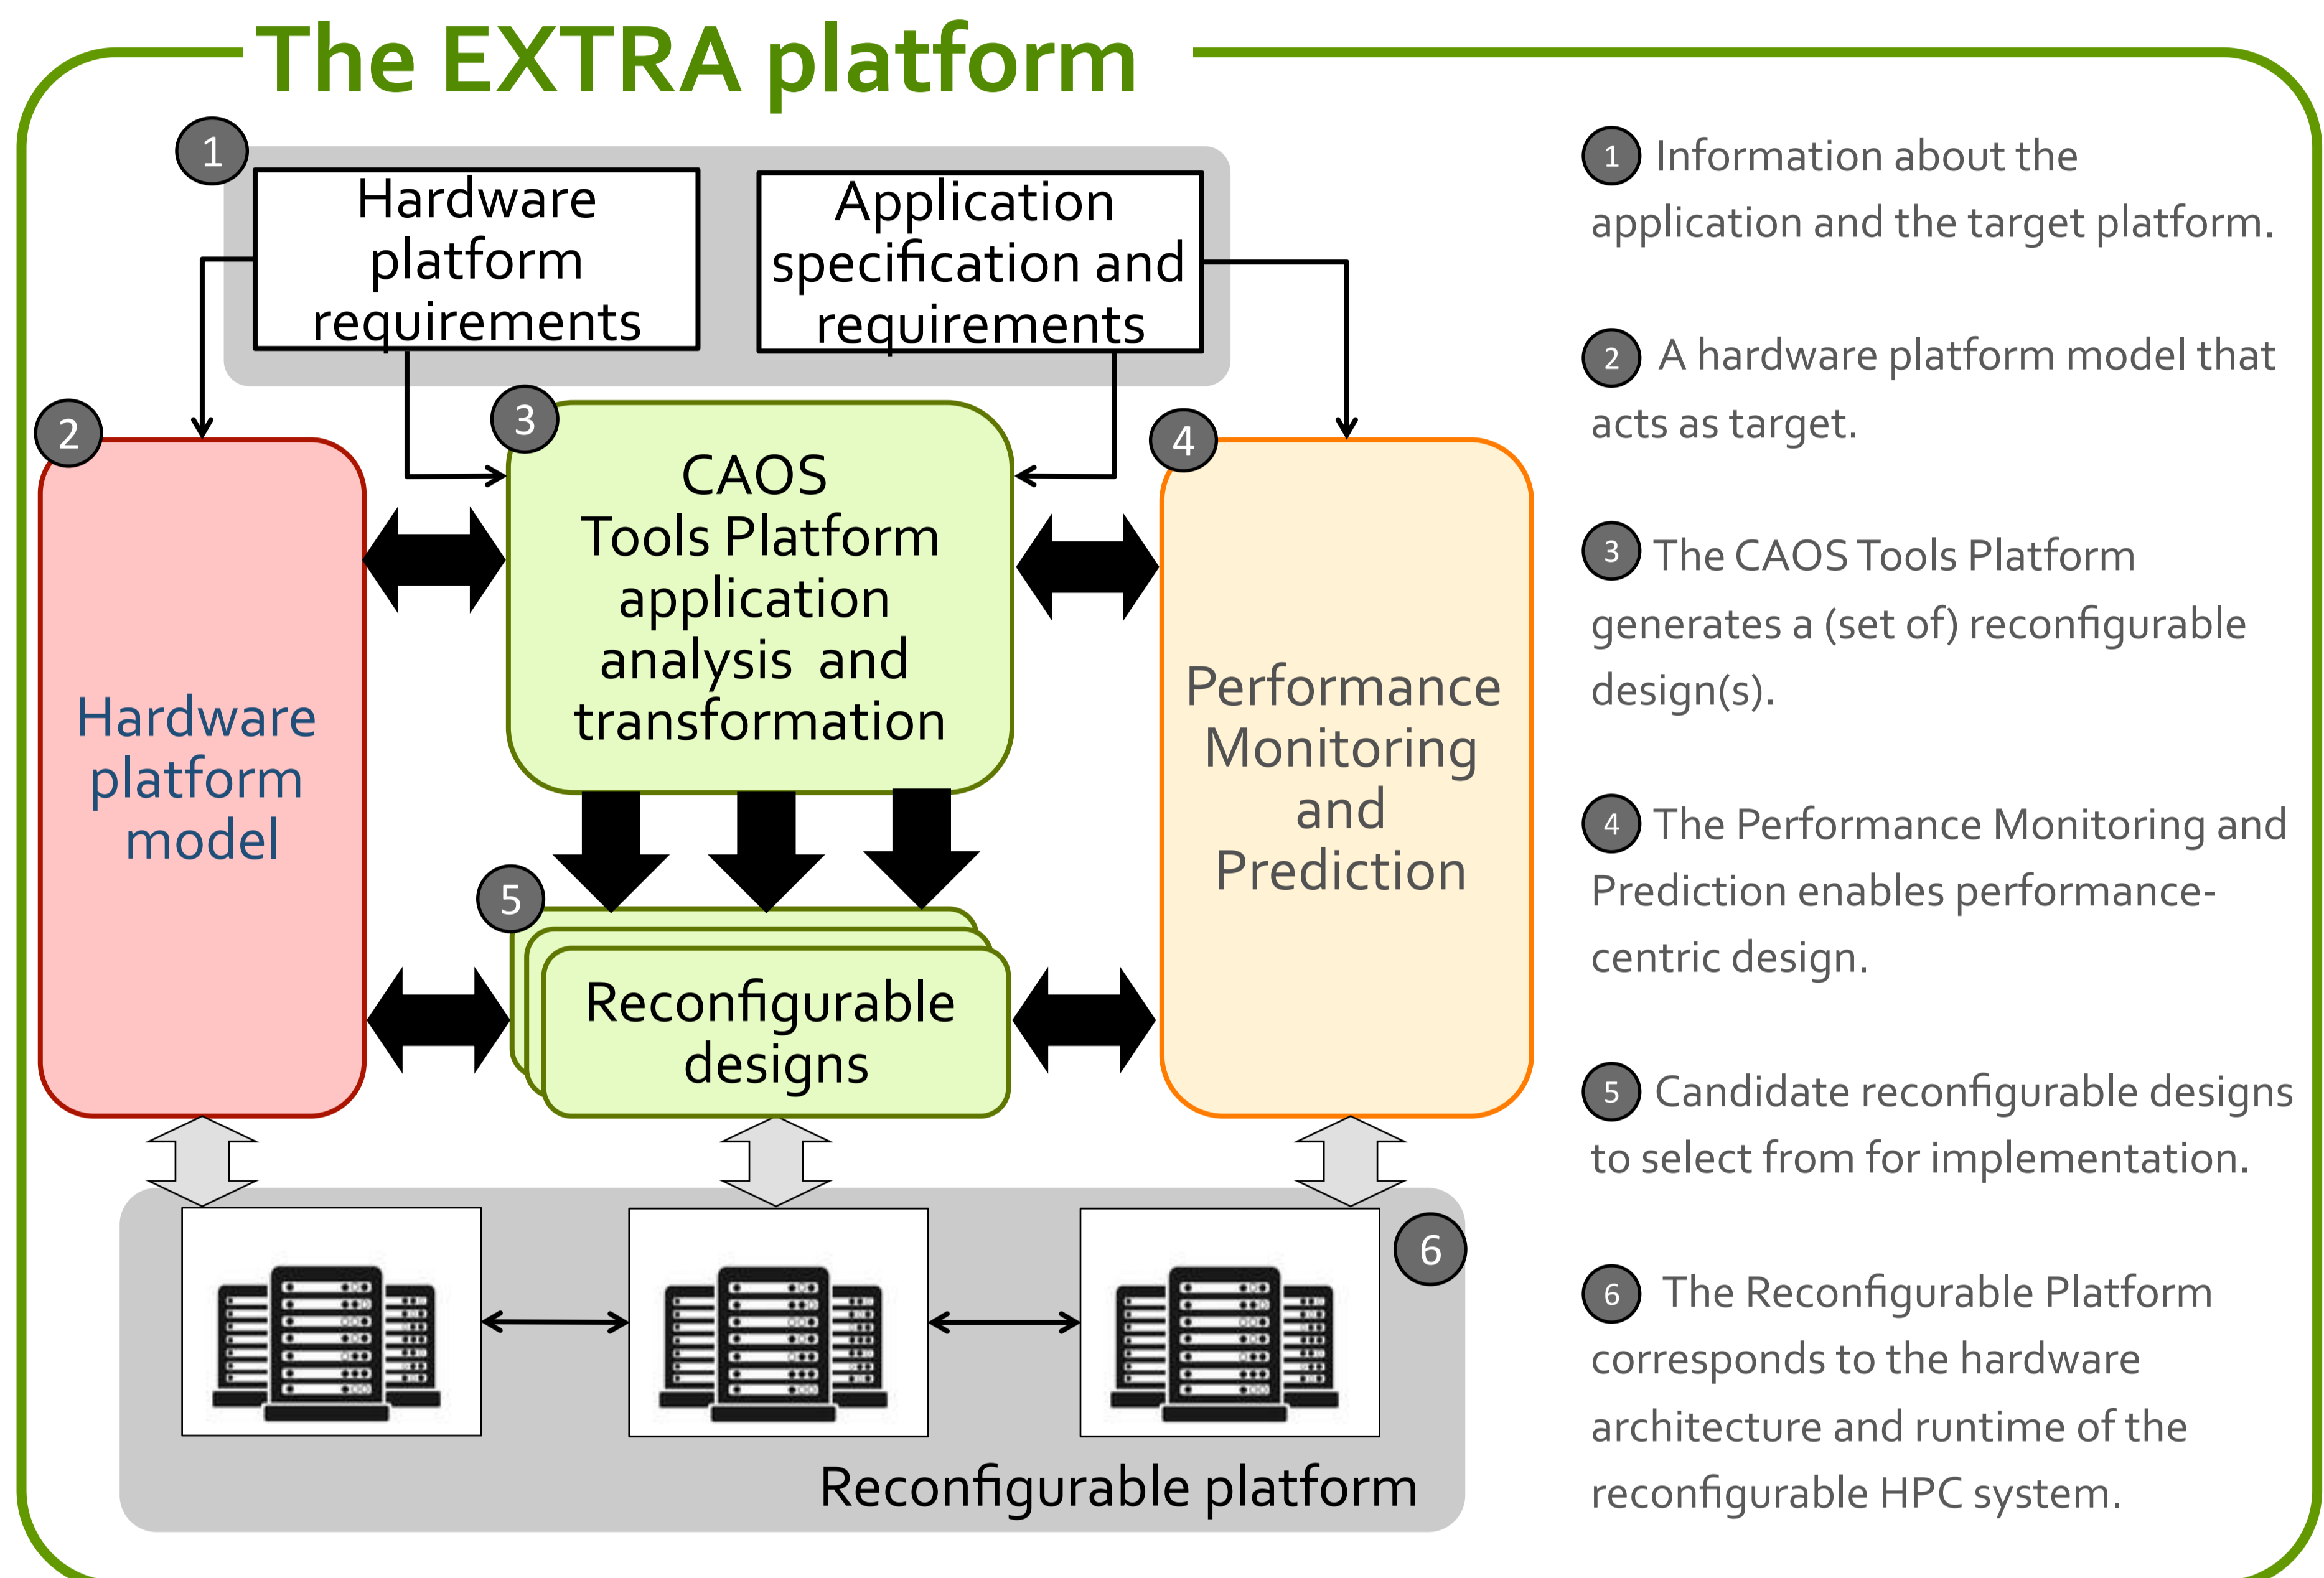 The EXTRA platform
1
Hardware
platform
requirements
Application
specification and
requirements
2
Hardware
platform
model
3
CAOS
Tools Platform
application
analysis and
transformation
4
Performance
Monitoring
and
Prediction
5
Reconfigurable
designs
6
Reconfigurable platform
1 Information about the
application and the target platform.
2 A hardware platform model that
acts as target.
3 The CAOS Tools Platform
generates a (set of) reconfigurable
design(s).
4 The Performance Monitoring and
Prediction enables performance-
centric design.
5 Candidate reconfigurable designs
to select from for implementation.
6 The Reconfigurable Platform
corresponds to the hardware
architecture and runtime of the
reconfigurable HPC system.